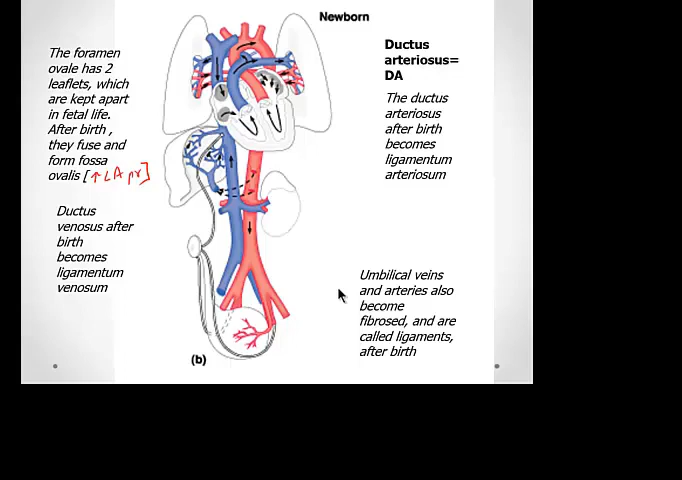 Newborn
The foramen
ovale has 2
leaflets, which
are kept apart
in fetal life.
After birth ,
they fuse and
form fossa
ovalis [↑LA pr]
Ductus
venosus after
birth
becomes
ligamentum
venosum
Ductus
arteriosus=
DA
The ductus
arteriosus
after birth
becomes
ligamentum
arteriosum
Umbilical veins
and arteries also
become
fibrosed, and are
called ligaments,
after birth
(b)